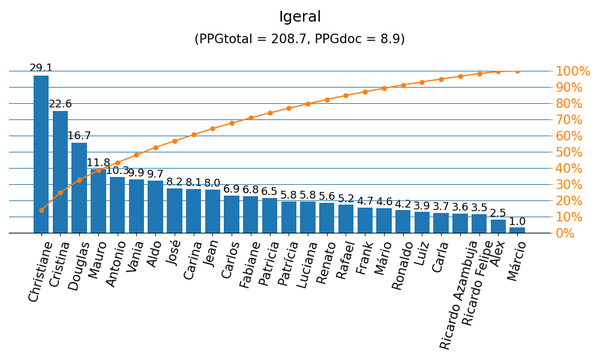 Igeral
(PPGtotal = 208.7, PPGdoc = 8.9)
29.1
22.6
16.7
11.8
10.3
9.9
9.7
8.2
8.1
8.0
6.9
6.8
6.5
5.8
5.8
5.6
5.2
4.7
4.6
4.2
3.9
3.7
3.6
3.5
2.5
1.0
100%
90%
80%
70%
60%
50%
40%
30%
20%
10%
0%
Christiane
Cristina
Douglas
Mauro
Antonio
Vania
Aldo
José
Carina
Jean
Carlos
Fabiane
Patricia
Patrícia
Luciana
Renato
Rafael
Frank
Mário
Ronaldo
Luiz
Carla
Ricardo Azambuja
Ricardo Felipe
Alex
Márcio